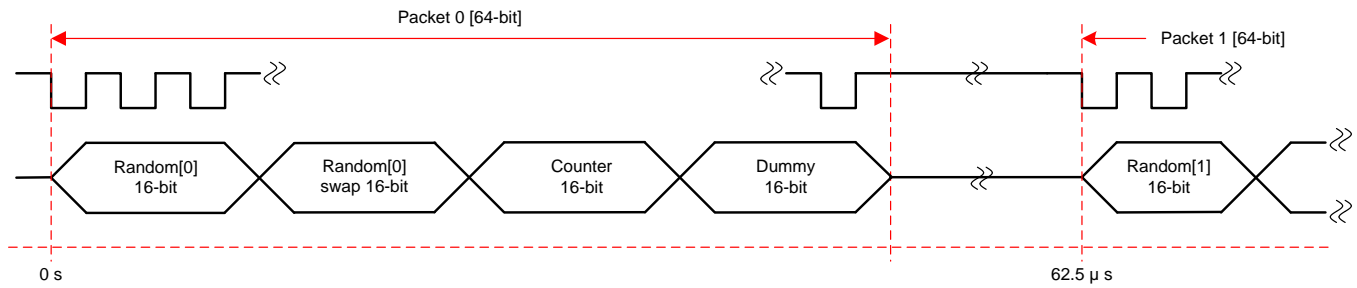 Packet 0 [64-bit]
Packet 1 [64-bit]
Random[0]
16-bit
Random[0]
swap 16-bit
Counter
16-bit
Dummy
16-bit
Random[1]
16-bit
0 s
62.5 μ s